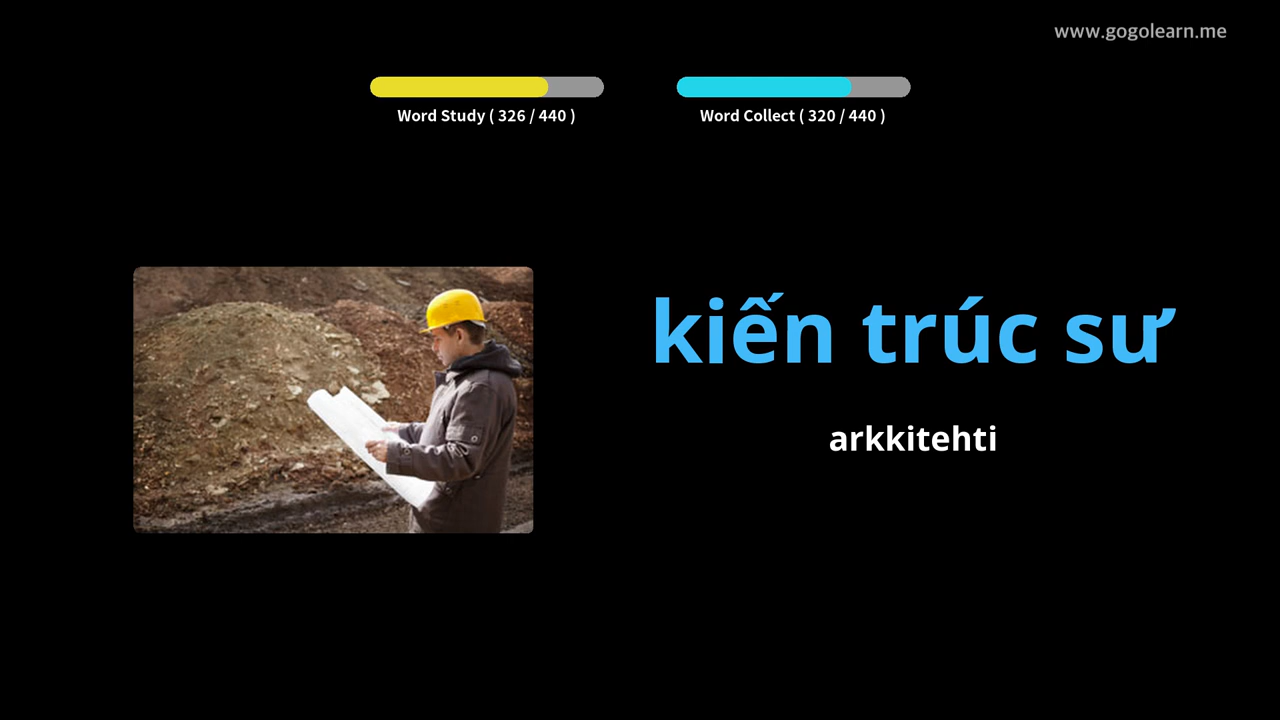 www.gogolearn.me
Word Study ( 326 / 440 )
Word Collect ( 320 / 440 )
kiến trúc sư
arkkitehti